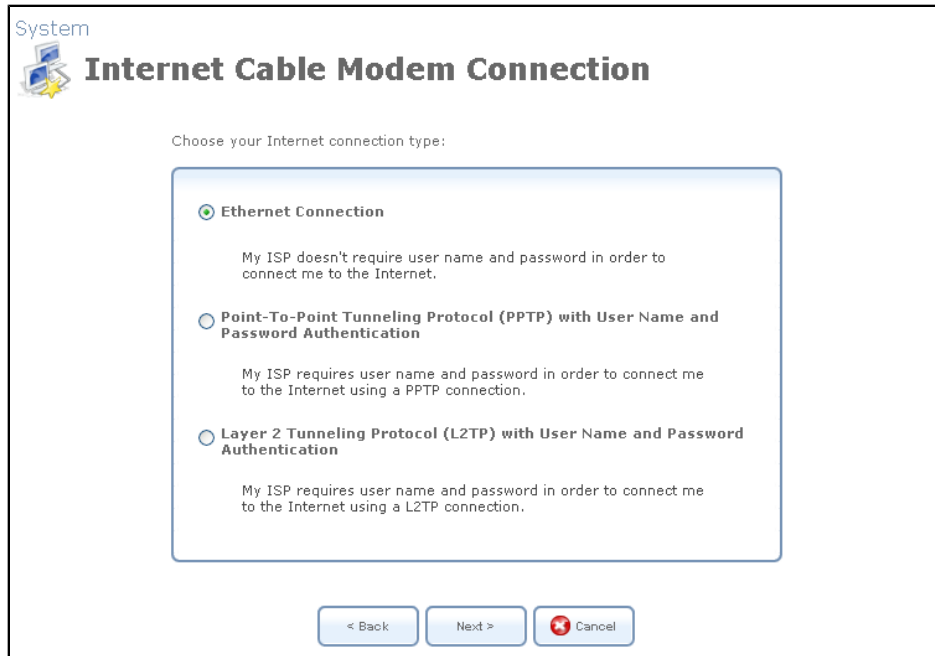 System
Internet Cable Modem Connection
Choose your Internet connection type:
Ethernet Connection
My ISP doesn't require user name and password in order to
connect me to the Internet.
Point-To-Point Tunneling Protocol (PPTP) with User Name and
Password Authentication
My ISP requires user name and password in order to connect me
to the Internet using a PPTP connection.
Layer 2 Tunneling Protocol (L2TP) with User Name and Password
Authentication
My ISP requires user name and password in order to connect me
to the Internet using a L2TP connection.
< Back Next > Cancel